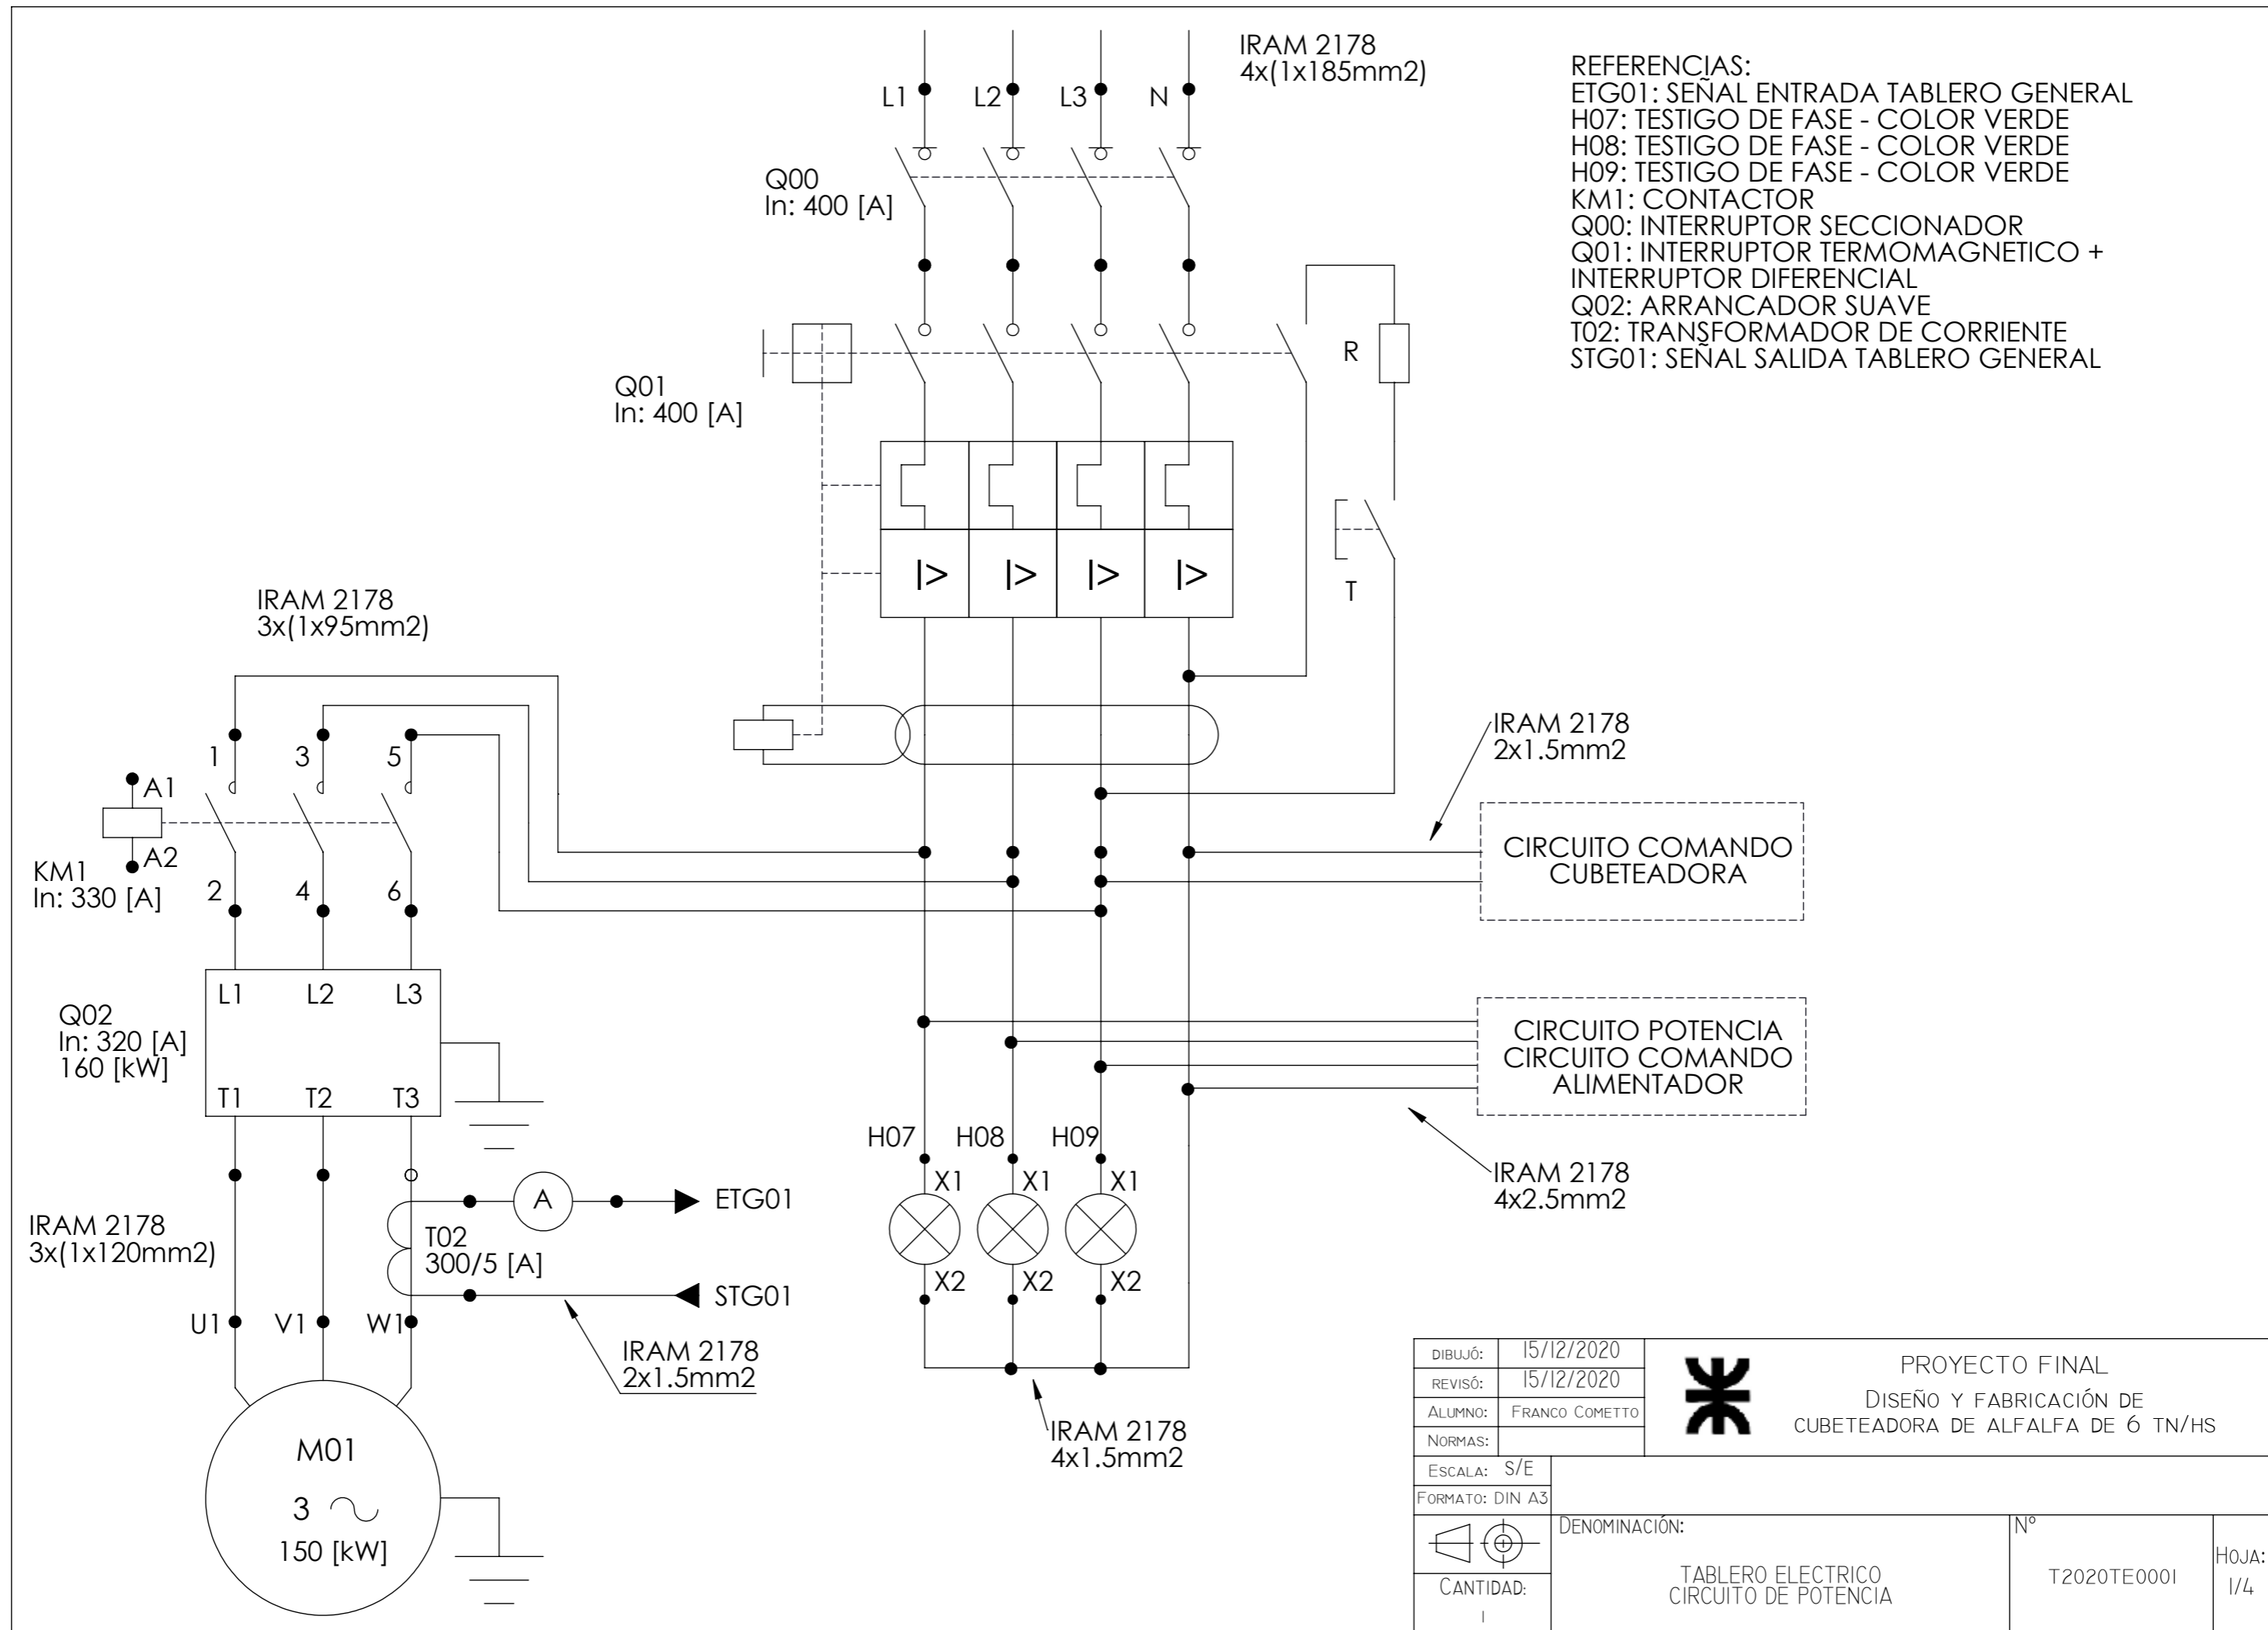 IRAM 2178
4x(1x185mm2)
L1
L2
L3
N
REFERENCIAS:
ETG01: SEÑAL ENTRADA TABLERO GENERAL
H07: TESTIGO DE FASE - COLOR VERDE
H08: TESTIGO DE FASE - COLOR VERDE
H09: TESTIGO DE FASE - COLOR VERDE
KM1: CONTACTOR
Q00: INTERRUPTOR SECCIONADOR
Q01: INTERRUPTOR TERMOMAGNETICO +
INTERRUPTOR DIFERENCIAL
Q02: ARRANCADOR SUAVE
T02: TRANSFORMADOR DE CORRIENTE
STG01: SEÑAL SALIDA TABLERO GENERAL
Q00
In: 400 [A]
Q01
In: 400 [A]
R
I>
I>
I>
I>
T
IRAM 2178
3x(1x95mm2)
1
3
5
A1
A2
KM1
In: 330 [A]
2
4
6
IRAM 2178
2x1.5mm2
CIRCUITO COMANDO
CUBETEADORA
L1
L2
L3
Q02
In: 320 [A]
160 [kW]
T1
T2
T3
CIRCUITO POTENCIA
CIRCUITO COMANDO
ALIMENTADOR
IRAM 2178
4x2.5mm2
H07
H08
H09
X1
X1
X1
X2
X2
X2
A
ETG01
T02
300/5 [A]
STG01
IRAM 2178
3x(1x120mm2)
U1
V1
W1
IRAM 2178
2x1.5mm2
IRAM 2178
4x1.5mm2
M01
3
150 [kW]
DIBUJÓ:
15/12/2020
REVISÓ:
15/12/2020
ALUMNO:
FRANCO COMETTO
NORMAS:
PROYECTO FINAL
DISEÑO Y FABRICACIÓN DE
CUBETEADORA DE ALFALFA DE 6 TN/HS
ESCALA:
S/E
FORMATO: DIN A3
CANTIDAD:
1
DENOMINACIÓN:
TABLERO ELECTRICO
CIRCUITO DE POTENCIA
Nº
T2020TE0001
HOJA:
1/4